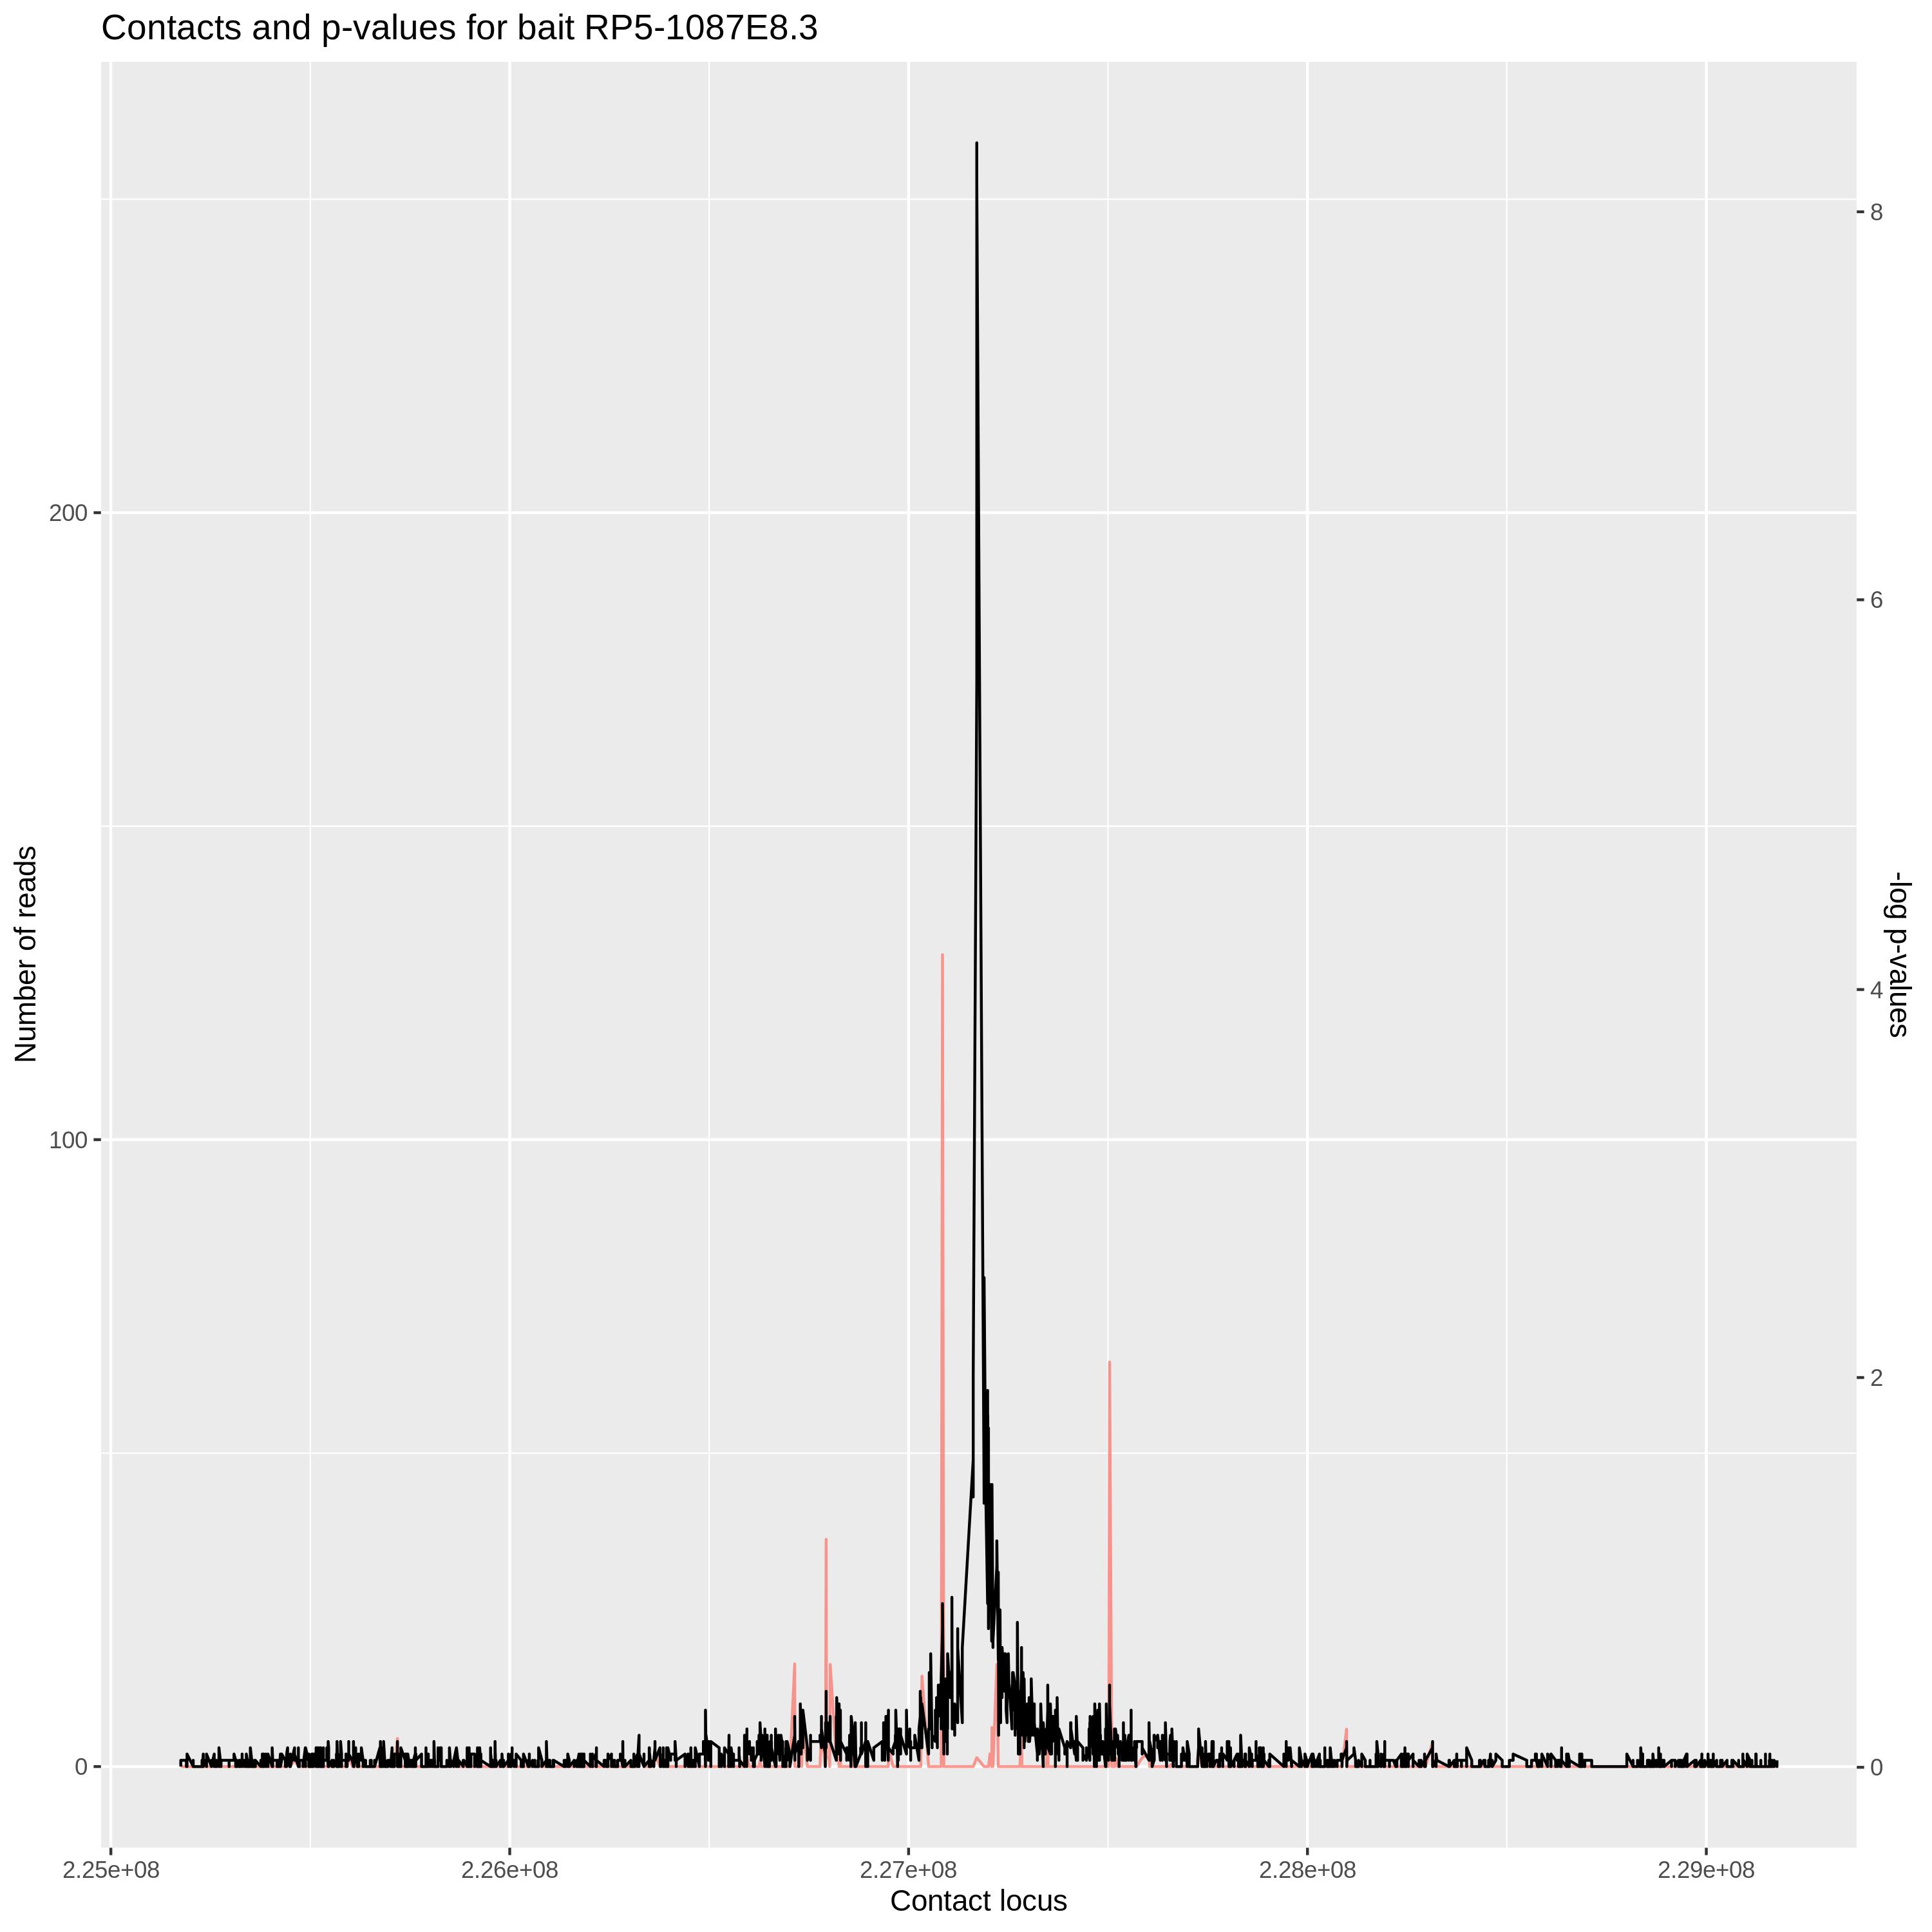 Contacts and p-values for bait RP5-1087E8.3
Number of reads
200
100
0
8
6
4
2
0
-log p-values
2.25e+08
2.26e+08
2.27e+08
2.28e+08
2.29e+08
Contact locus